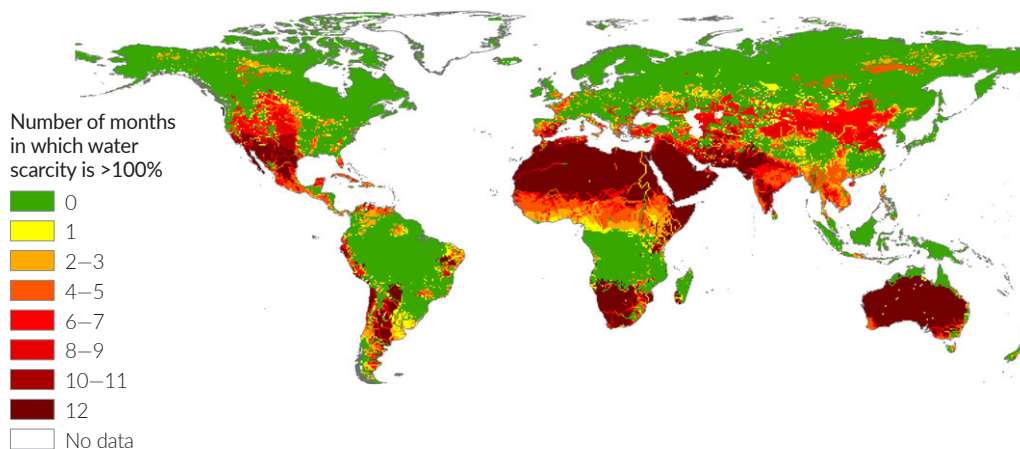 Number of months
in which water
scarcity is >100%
0
1
2–3
4–5
6–7
8–9
10–11
12
No data